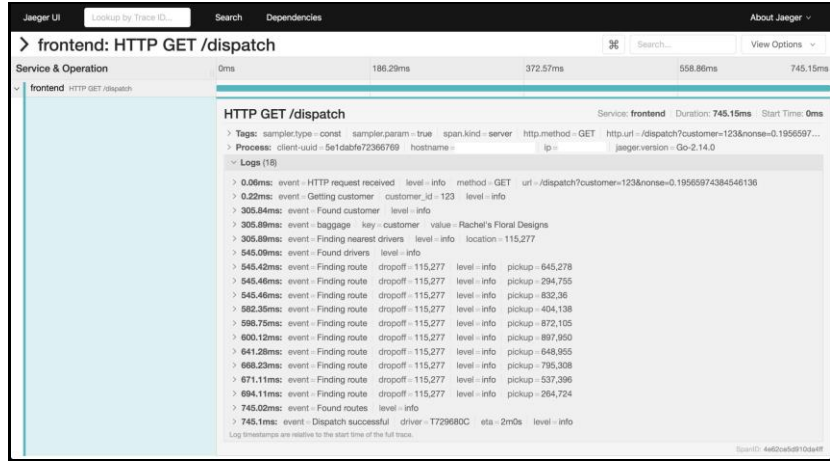 Jaeger UI Lookup by Trace ID... Search Dependencies About Jaeger
frontend: HTTP GET /dispatch ⌘ Search... View Options
Service & Operation 0ms 186.29ms 372.57ms 558.86ms 745.15ms
frontend HTTP GET /dispatch
HTTP GET /dispatch Service: frontend Duration: 745.15ms Start Time: 0ms
Tags: sampler.type = const sampler.param = true span.kind = server http.method = GET http.url = /dispatch?customer=123&nonse=0.1956597...
Process: client-uuid = 5e1dabfe72366769 hostname = ip = jaeger.version = Go-2.14.0
Logs (18)
0.06ms: event = HTTP request received level = info method = GET url = /dispatch?customer=123&nonse=0.19565974384546136
0.22ms: event = Getting customer customer_id = 123 level = info
305.84ms: event = Found customer level = info
305.89ms: event = baggage key = customer value = Rachel's Floral Designs
305.89ms: event = Finding nearest drivers level = info location = 115,277
545.09ms: event = Found drivers level = info
545.42ms: event = Finding route dropoff = 115,277 level = info pickup = 645,278
545.46ms: event = Finding route dropoff = 115,277 level = info pickup = 294,755
545.46ms: event = Finding route dropoff = 115,277 level = info pickup = 832,36
582.35ms: event = Finding route dropoff = 115,277 level = info pickup = 404,138
598.75ms: event = Finding route dropoff = 115,277 level = info pickup = 872,105
600.12ms: event = Finding route dropoff = 115,277 level = info pickup = 897,950
641.28ms: event = Finding route dropoff = 115,277 level = info pickup = 648,955
668.23ms: event = Finding route dropoff = 115,277 level = info pickup = 795,308
671.11ms: event = Finding route dropoff = 115,277 level = info pickup = 537,396
694.11ms: event = Finding route dropoff = 115,277 level = info pickup = 264,724
745.02ms: event = Found routes level = info
745.1ms: event = Dispatch successful driver = T729680C eta = 2m0s level = info
Log timestamps are relative to the start time of the full trace.
SpanID: